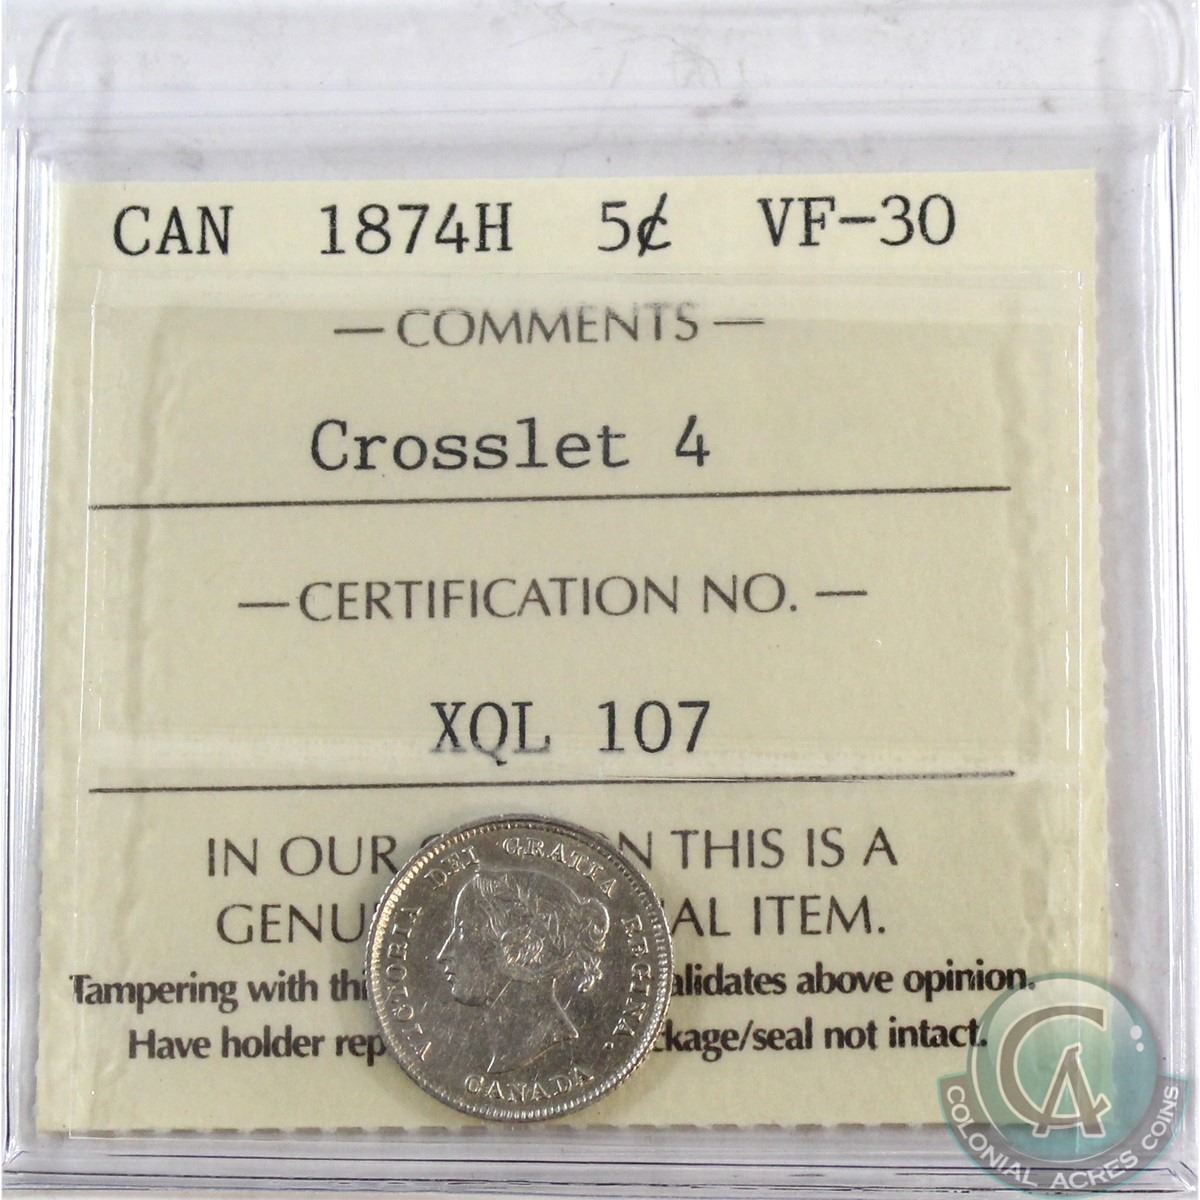 CAN 1874H 5¢ VF-30
— COMMENTS —
Crosslet 4
— CERTIFICATION NO. —
XQL 107
IN OUR N THIS IS A
GENU AL ITEM.
Tampering with thi alidates above opinion.
Have holder rep ckage/seal not intact.
VICTORIA DEI GRATIA REGINA.
CANADA
CA
COLONIAL ACRES COINS